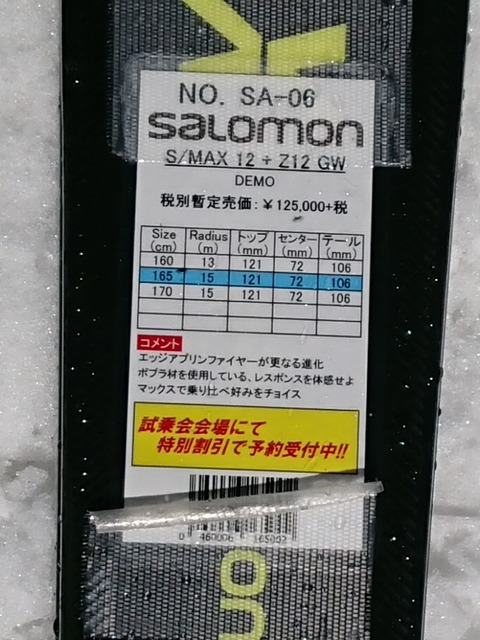 NO. SA-06
salomon
S/MAX 12 + Z12 GW
DEMO
税別暫定売価:￥125,000+税
Size (cm) Radius (m) トップ (mm) センター (mm) テール (mm)
160 13 121 72 106
165 15 121 72 106
170 15 121 72 106
コメント
エッジアプリンファイヤーが更なる進化
ポプラ材を使用している、レスポンスを体感せよ
マックスで乗り比べ好みをチョイス
試乗会会場にて
特別割引で予約受付中!!
0 460006 165002
on